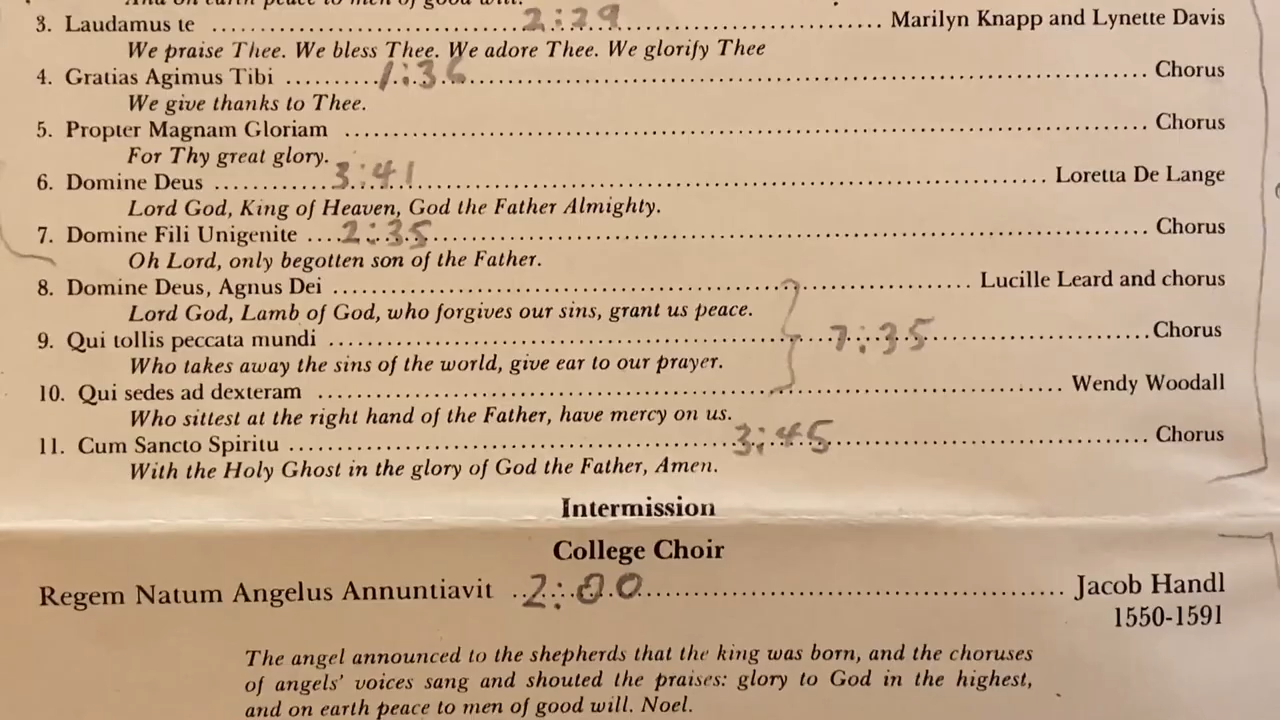 And on earth peace to men of good will.
3. Laudamus te ........ 2:29 ........ Marilyn Knapp and Lynette Davis
We praise Thee. We bless Thee. We adore Thee. We glorify Thee
4. Gratias Agimus Tibi ........ 1:36 ........ Chorus
We give thanks to Thee.
5. Propter Magnam Gloriam ........ Chorus
For Thy great glory.
6. Domine Deus ........ 3:41 ........ Loretta De Lange
Lord God, King of Heaven, God the Father Almighty.
7. Domine Fili Unigenite .... 2:35 ........ Chorus
Oh Lord, only begotten son of the Father.
8. Domine Deus, Agnus Dei ........ Lucille Leard and chorus
Lord God, Lamb of God, who forgives our sins, grant us peace.
9. Qui tollis peccata mundi ........ 7:35 ........ Chorus
Who takes away the sins of the world, give ear to our prayer.
10. Qui sedes ad dexteram ........ Wendy Woodall
Who sittest at the right hand of the Father, have mercy on us.
11. Cum Sancto Spiritu ........ 3:45 ........ Chorus
With the Holy Ghost in the glory of God the Father, Amen.
Intermission
College Choir
Regem Natum Angelus Annuntiavit .. 2:00 ........ Jacob Handl
1550-1591
The angel announced to the shepherds that the king was born, and the choruses
of angels' voices sang and shouted the praises: glory to God in the highest,
and on earth peace to men of good will. Noel.